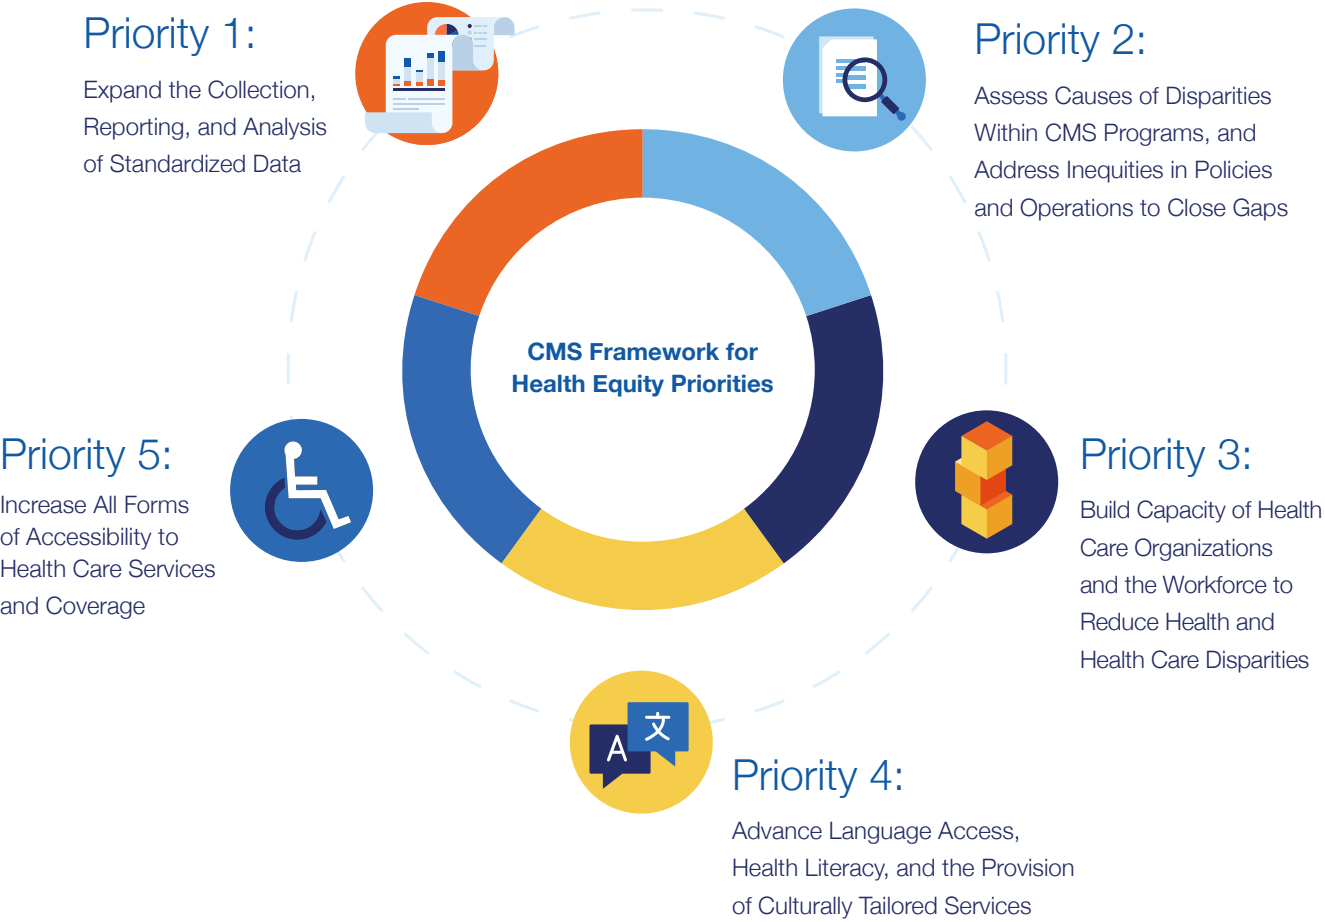 Priority 1:
Expand the Collection,
Reporting, and Analysis
of Standardized Data
Priority 2:
Assess Causes of Disparities
Within CMS Programs, and
Address Inequities in Policies
and Operations to Close Gaps
CMS Framework for
Health Equity Priorities
Priority 3:
Build Capacity of Health
Care Organizations
and the Workforce to
Reduce Health and
Health Care Disparities
Priority 4:
Advance Language Access,
Health Literacy, and the Provision
of Culturally Tailored Services
A
文
Priority 5:
Increase All Forms
of Accessibility to
Health Care Services
and Coverage